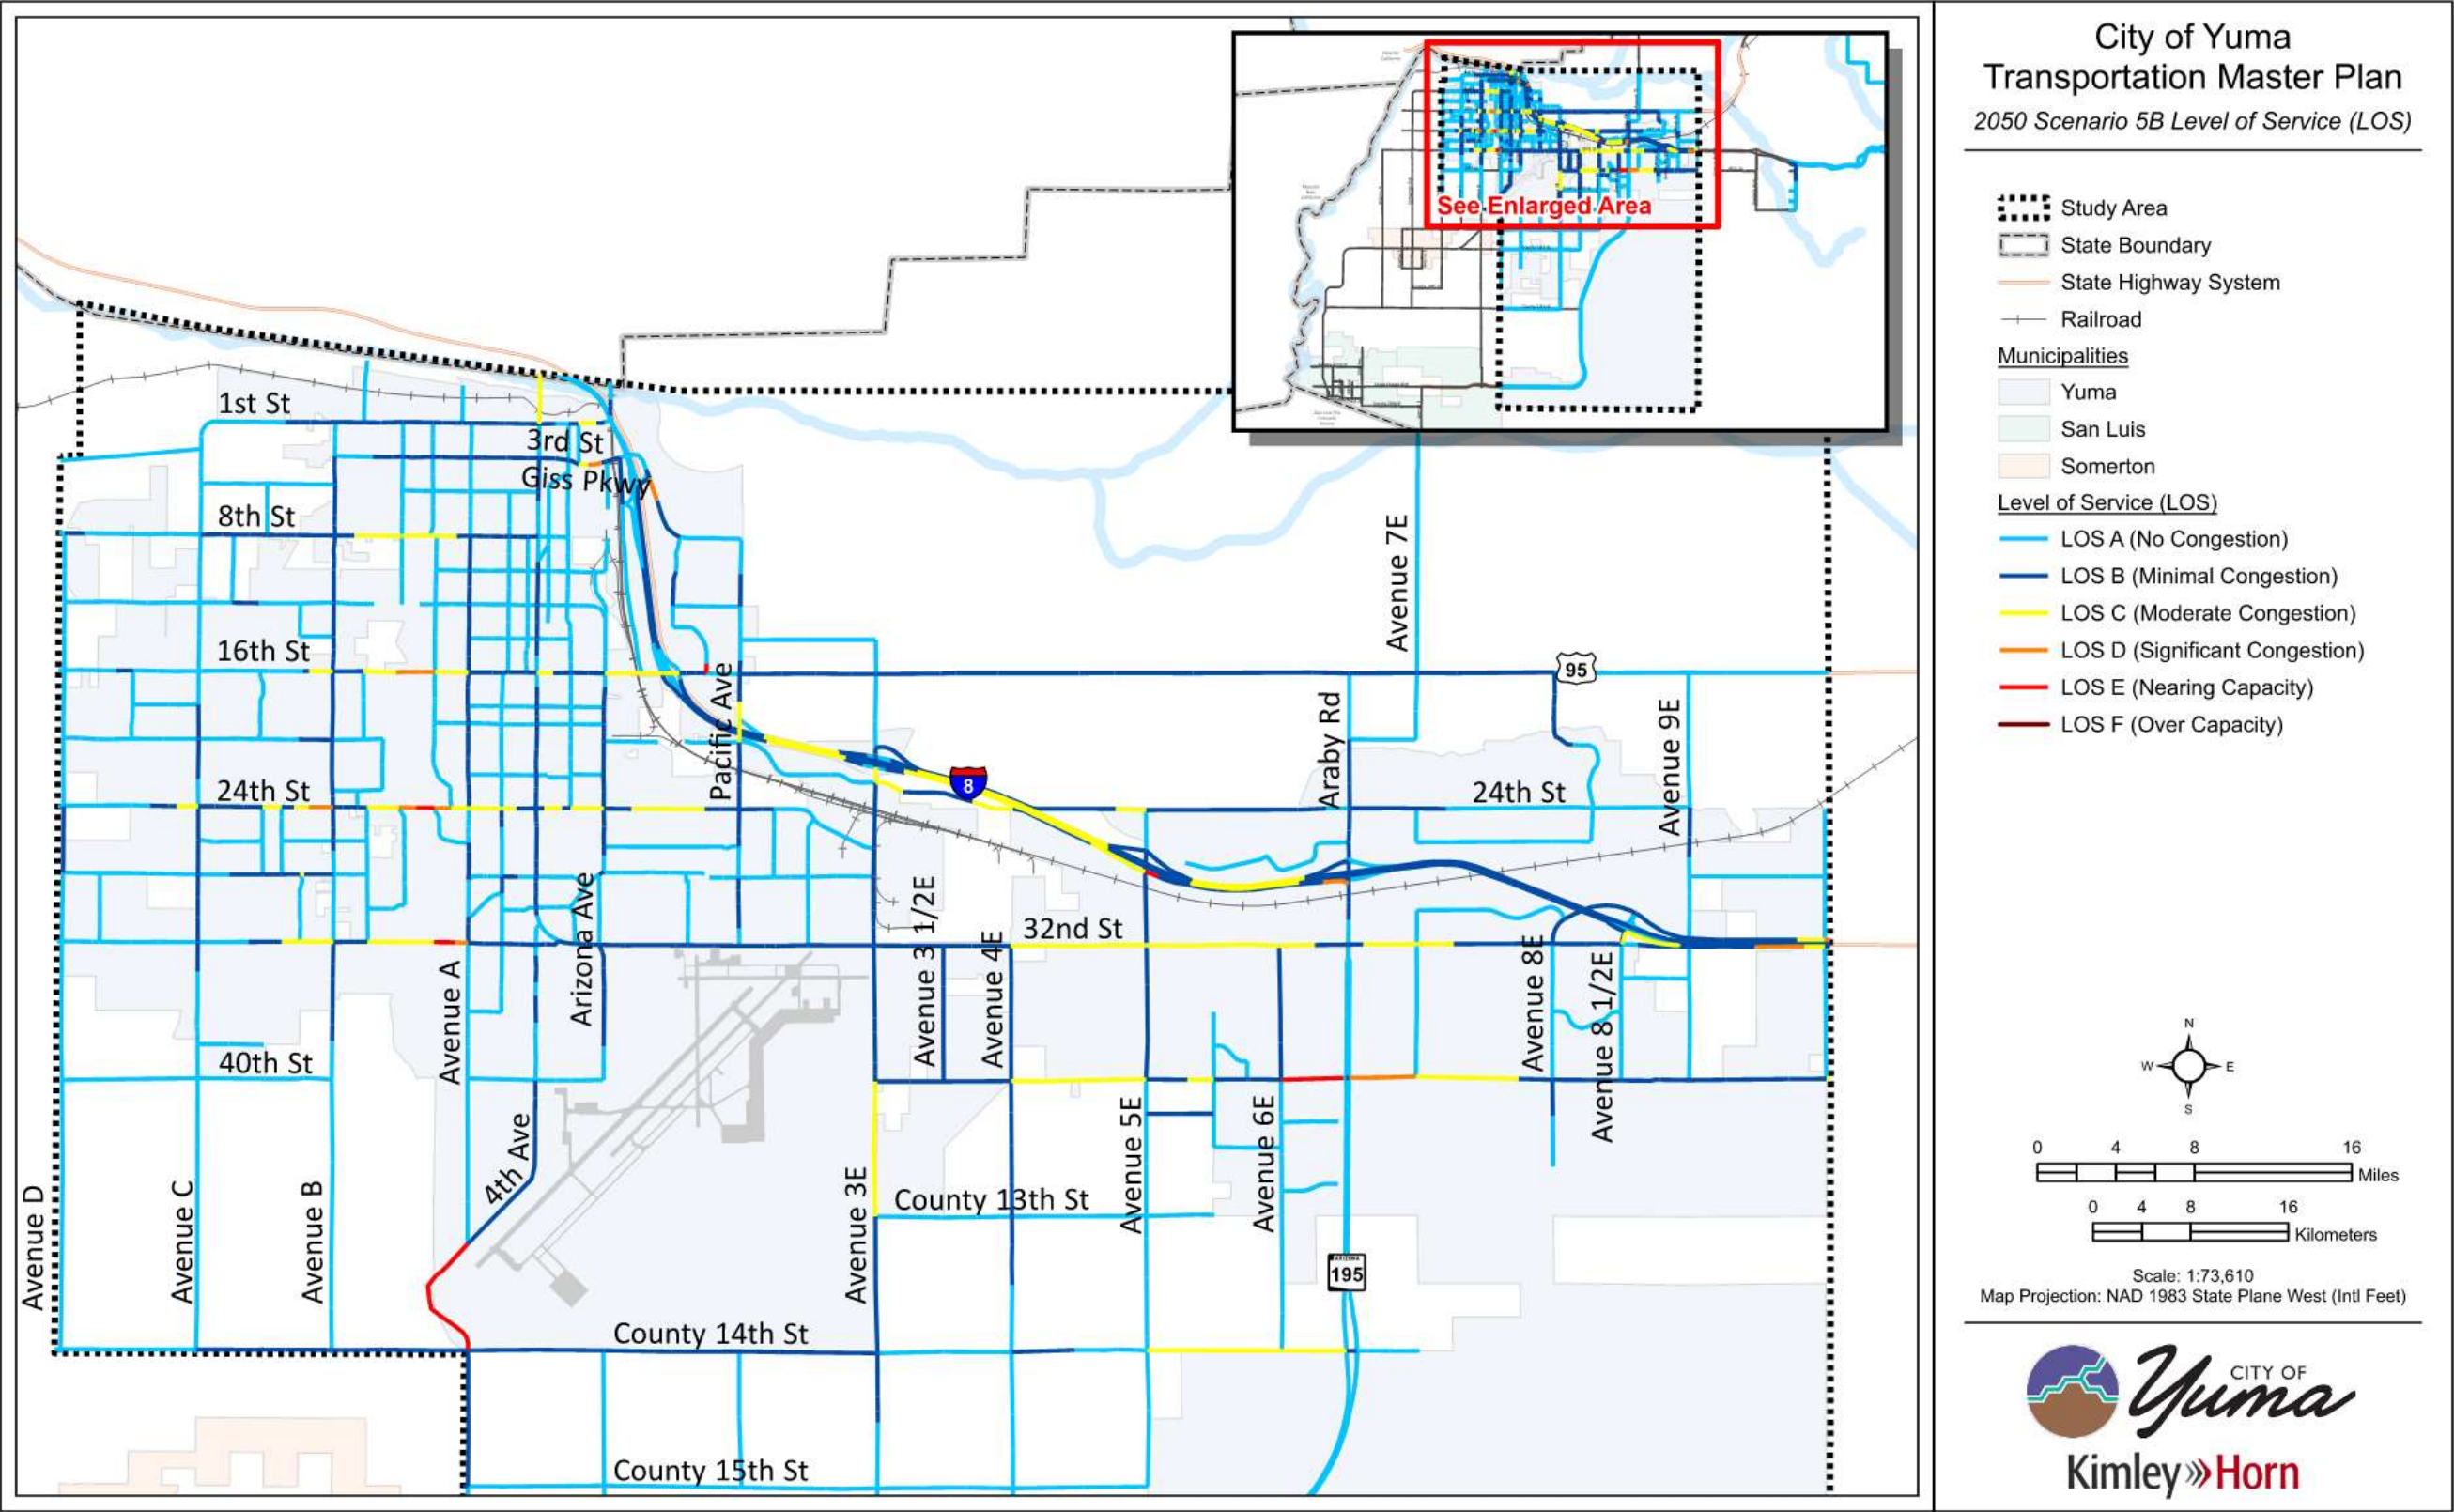 City of Yuma
Transportation Master Plan
2050 Scenario 5B Level of Service (LOS)
Study Area
State Boundary
State Highway System
Railroad
Municipalities
Yuma
San Luis
Somerton
Level of Service (LOS)
LOS A (No Congestion)
LOS B (Minimal Congestion)
LOS C (Moderate Congestion)
LOS D (Significant Congestion)
LOS E (Nearing Capacity)
LOS F (Over Capacity)
N
W
E
S
0 4 8 16
Miles
0 4 8 16
Kilometers
Scale: 1:73,610
Map Projection: NAD 1983 State Plane West (Intl Feet)
CITY OF
Yuma
Kimley»Horn
See Enlarged Area
1st St
3rd St
Giss Pkwy
8th St
16th St
24th St
40th St
Avenue D
Avenue C
Avenue B
Avenue A
4th Ave
Arizona Ave
Pacific Ave
8
95
Avenue 7E
Araby Rd
24th St
Avenue 9E
32nd St
Avenue 3 1/2E
Avenue 4E
Avenue 8E
Avenue 8 1/2E
Avenue 3E
County 13th St
Avenue 5E
Avenue 6E
ARIZONA
195
County 14th St
County 15th St